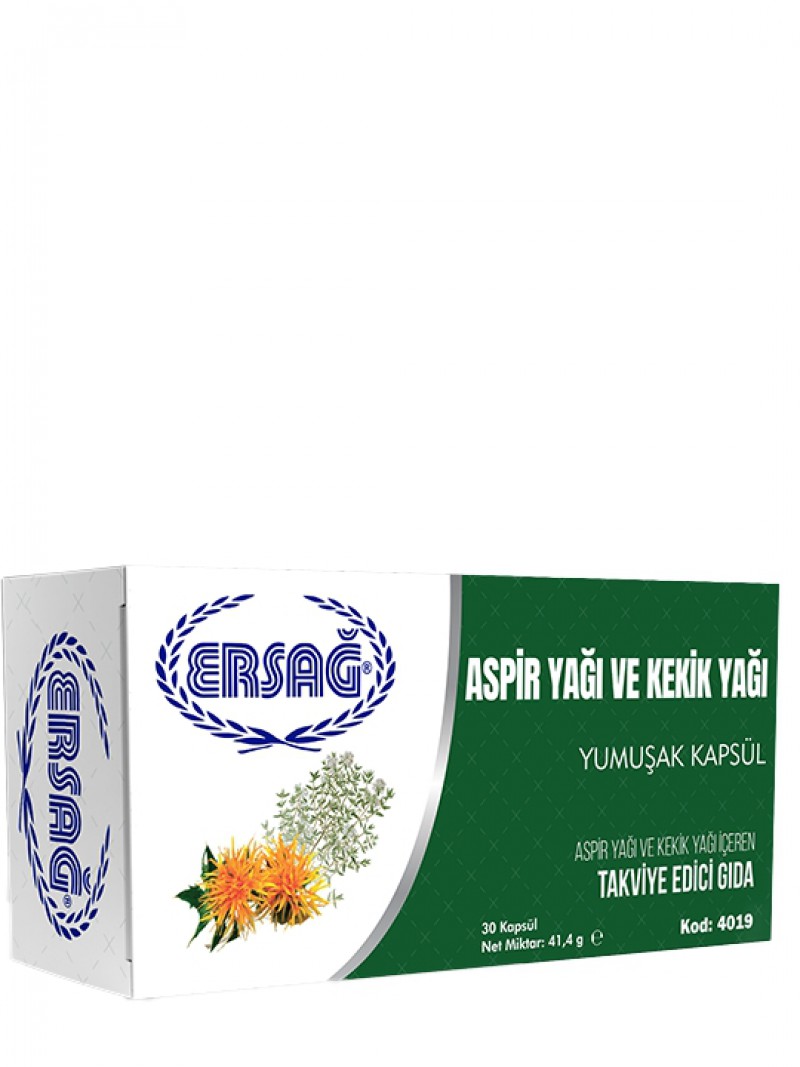 ERSAĞ
ERSAĞ®
ASPİR YAĞI VE KEKİK YAĞI
YUMUŞAK KAPSÜL
ASPİR YAĞI VE KEKİK YAĞI İÇEREN
TAKVİYE EDİCİ GIDA
30 Kapsül
Net Miktar: 41,4 g ℮
Kod: 4019